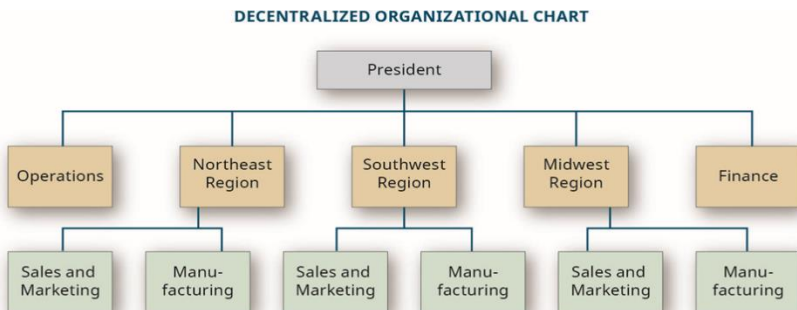 DECENTRALIZED ORGANIZATIONAL CHART
President
Operations
Northeast
Region
Southwest
Region
Midwest
Region
Finance
Sales and
Marketing
Manu-
facturing
Sales and
Marketing
Manu-
facturing
Sales and
Marketing
Manu-
facturing